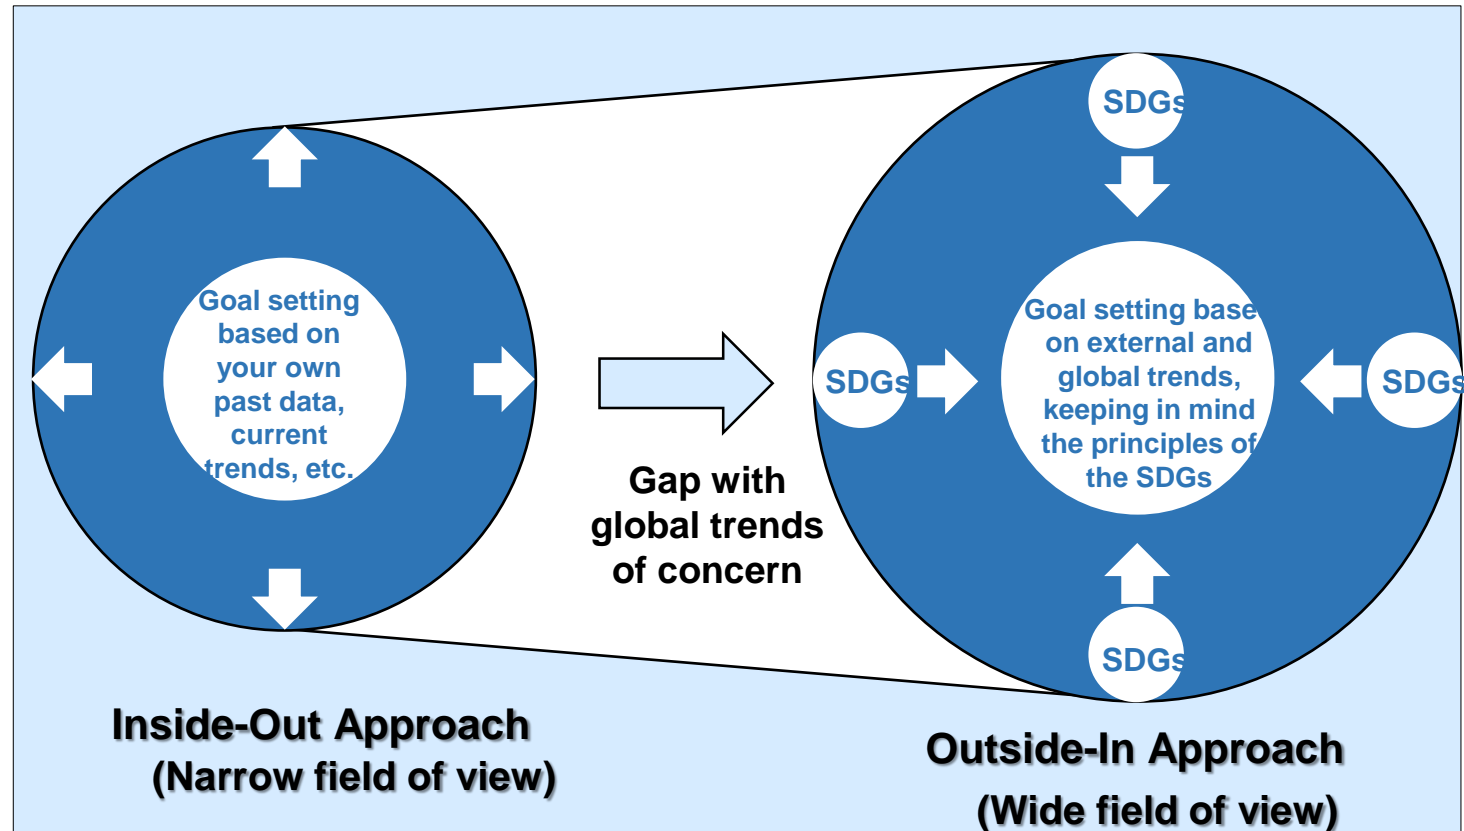 Goal setting
based on
your own
past data,
current
trends, etc.
Gap with
global trends
of concern
SDGs
SDGs
Goal setting base
on external and
global trends,
keeping in mind
the principles of
the SDGs
SDGs
SDGs
Inside-Out Approach
(Narrow field of view)
Outside-In Approach
(Wide field of view)